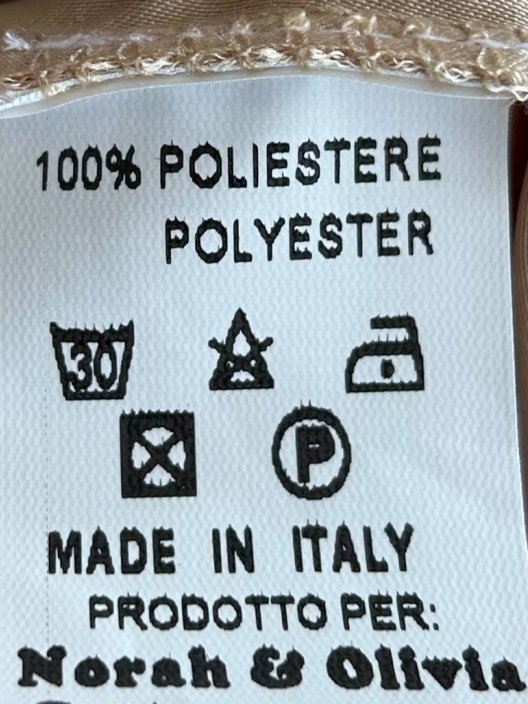 100% POLIESTERE
POLYESTER
30
P
MADE IN ITALY
PRODOTTO PER:
Norah & Olivia